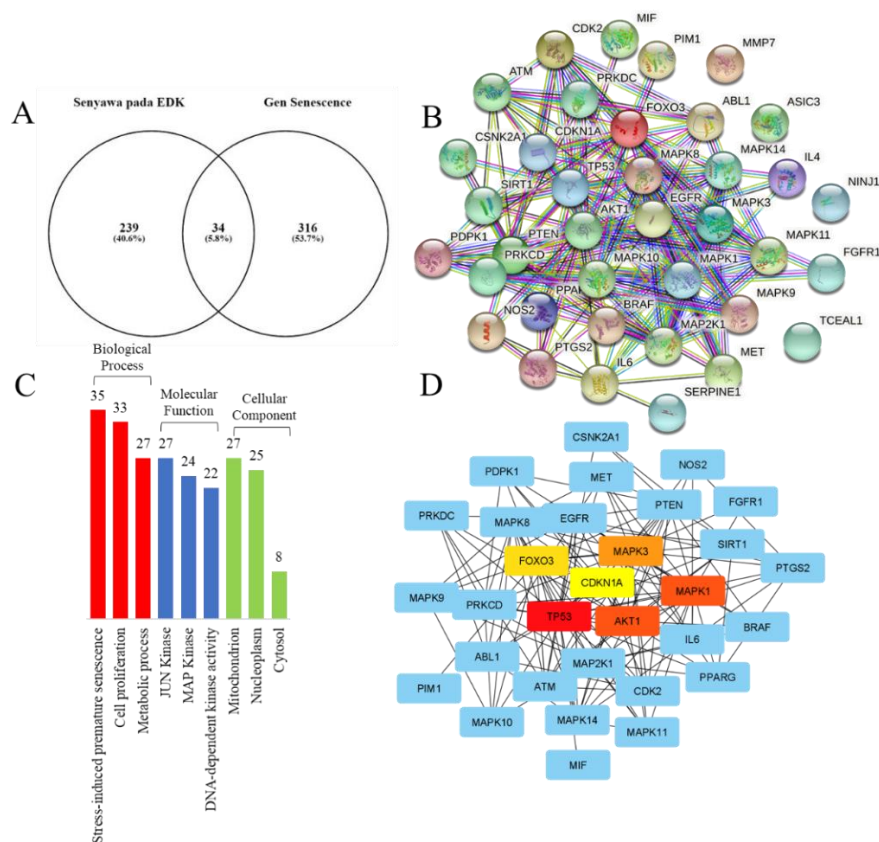 A
Senyawa pada EDK
Gen Senescence
239
(40.6%)
34
(5.8%)
316
(53.7%)
B
CDK2
MIF
PIM1
MMP7
ATM
PRKDC
FOXO3
ABL1
ASIC3
CSNK2A1
CDKN1A
MAPK14
IL4
TP53
MAPK8
SIRT1
EGFR
MAPK3
NINJ1
AKT1
PDPK1
PTEN
MAPK11
PRKCD
MAPK10
MAPK1
FGFR1
NOS2
BRAF
MAPK9
TCEAL1
PTGS2
MAP2K1
IL6
MET
SERPINE1
C
Biological
Process
Molecular
Function
Cellular
Component
35
33
27
27
24
22
27
25
8
Stress-induced premature senescence
Cell proliferation
Metabolic process
JUN Kinase
MAP Kinase
DNA-dependent kinase activity
Mitochondrion
Nucleoplasm
Cytosol
D
CSNK2A1
PDPK1
MET
NOS2
PTEN
FGFR1
PRKDC
MAPK8
EGFR
SIRT1
FOXO3
MAPK3
PTGS2
CDKN1A
MAPK9
PRKCD
MAPK1
TP53
AKT1
BRAF
IL6
ABL1
MAP2K1
PPARG
PIM1
ATM
CDK2
MAPK10
MAPK14
MAPK11
MIF